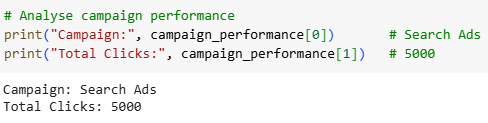 # Analyse campaign performance
print("Campaign:", campaign_performance[0])       # Search Ads
print("Total Clicks:", campaign_performance[1])   # 5000
Campaign: Search Ads
Total Clicks: 5000